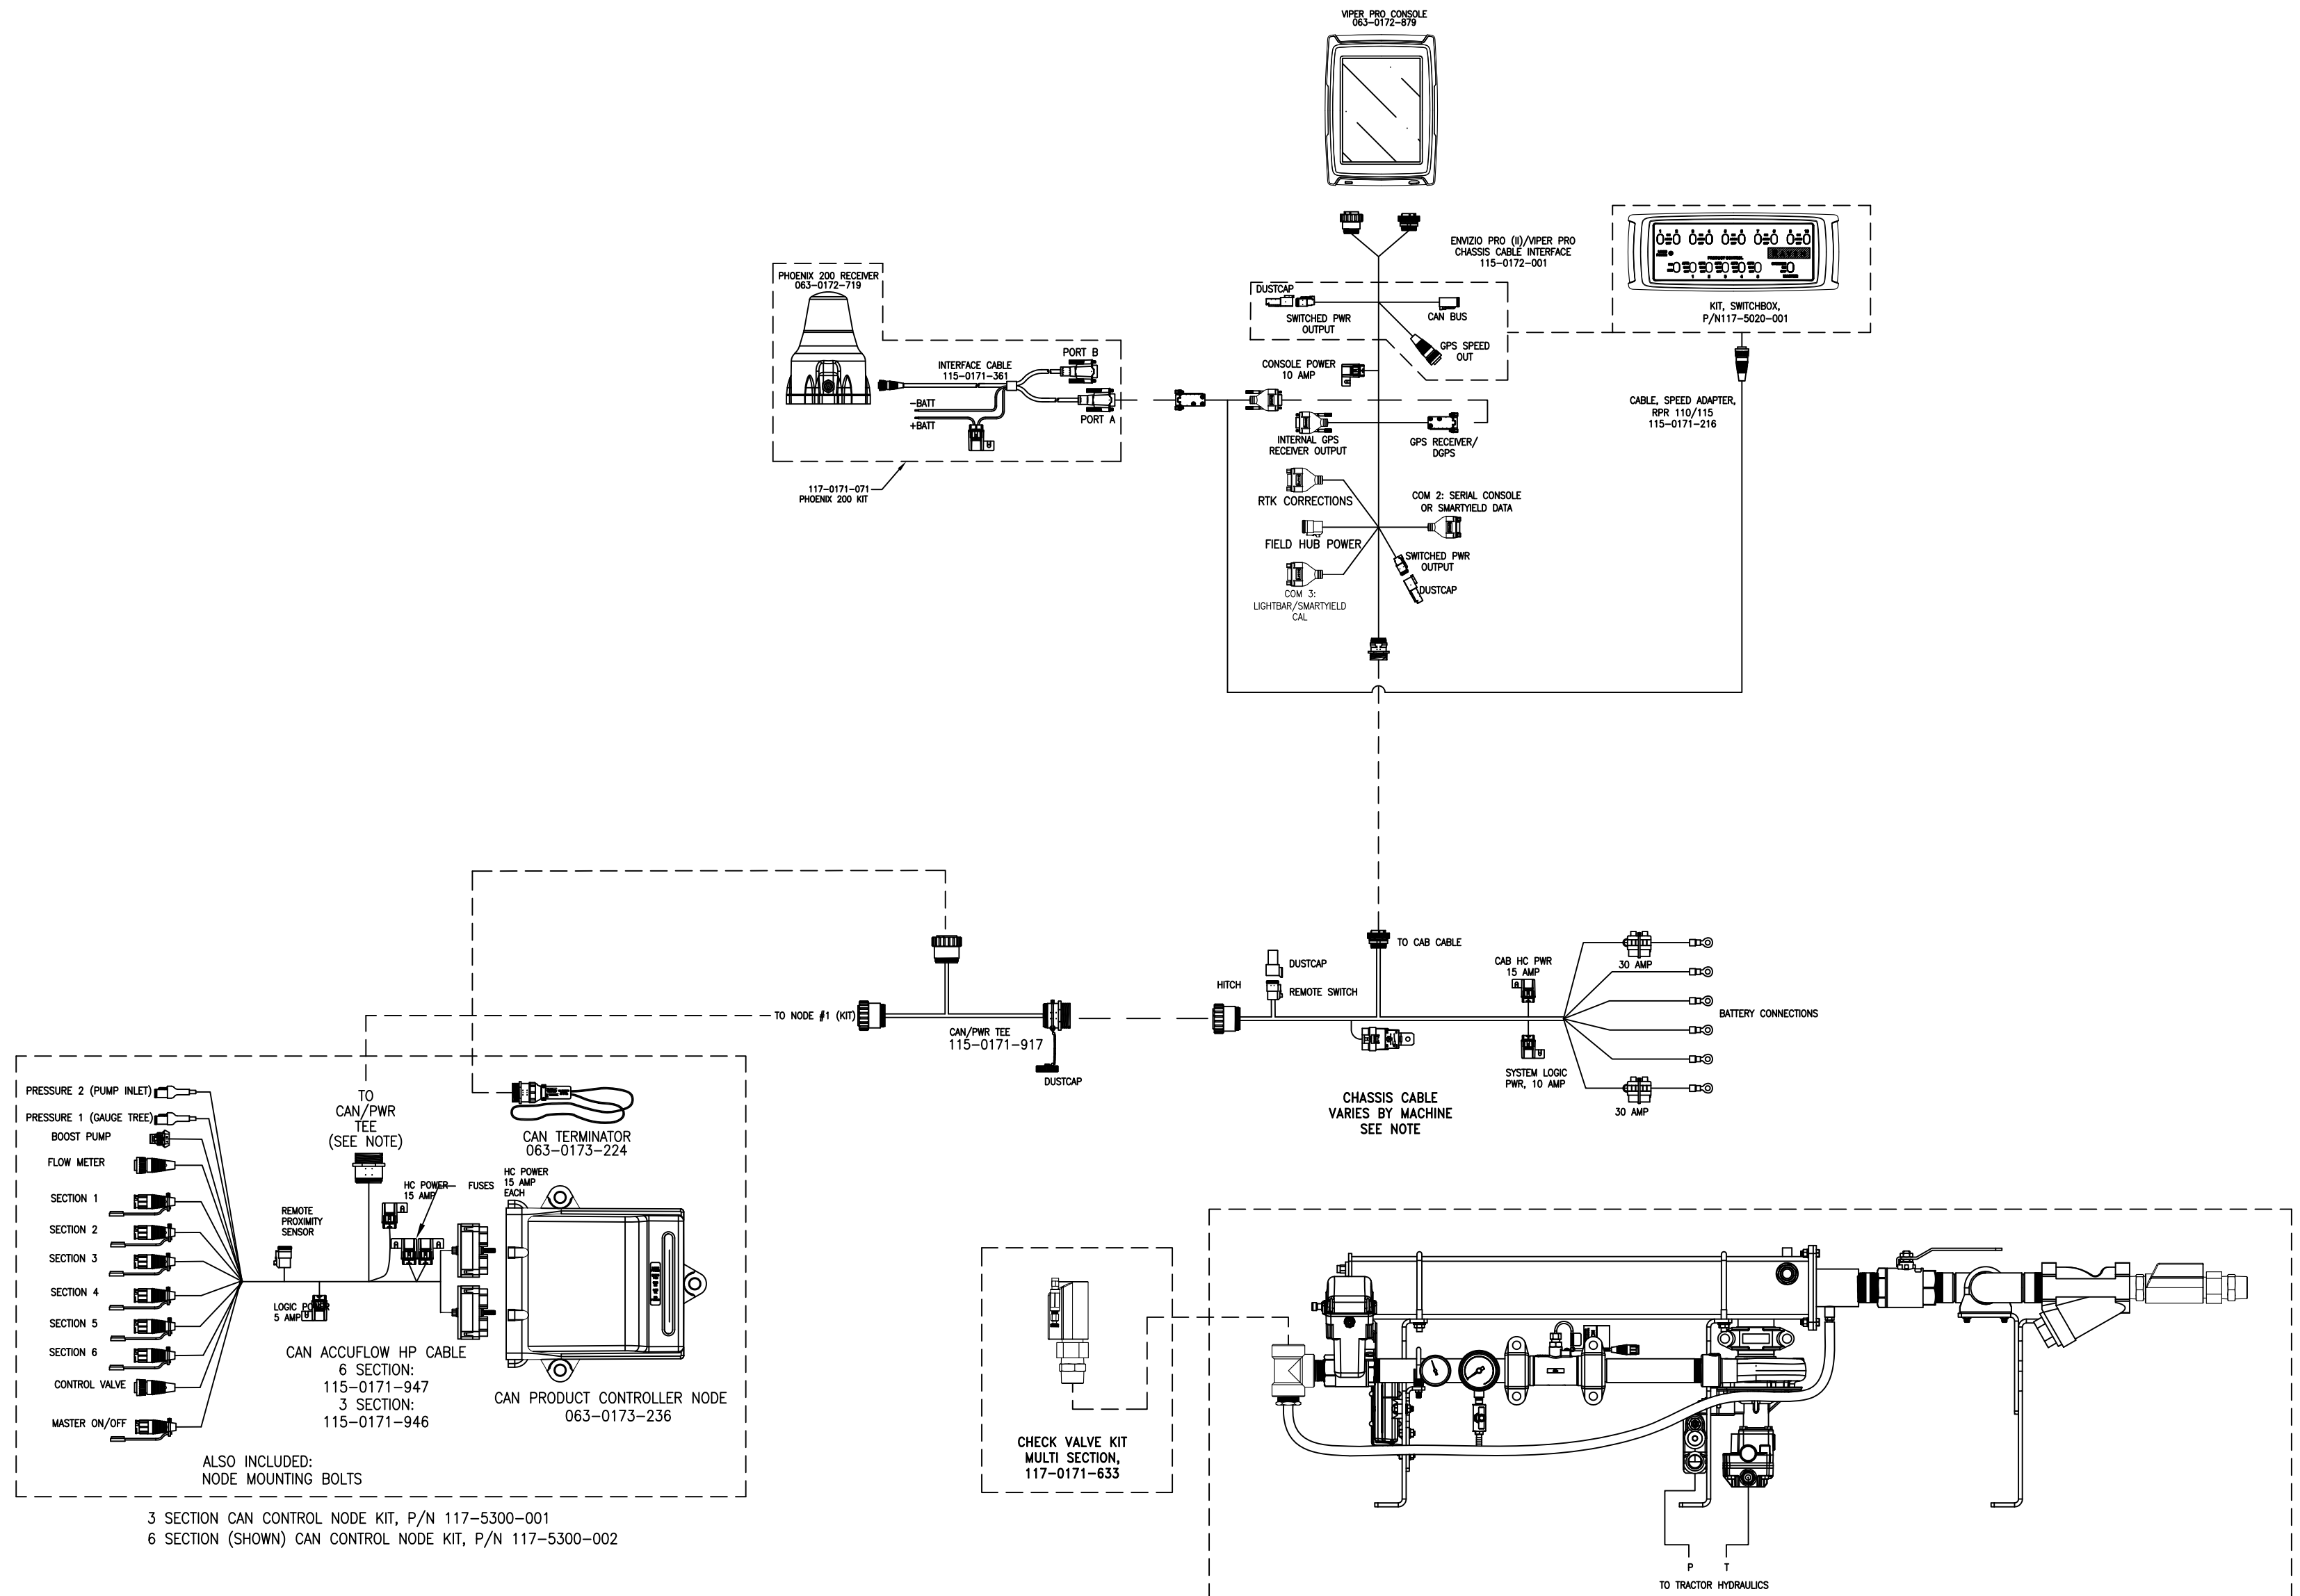 VIPER PRO CONSOLE
063-0172-879
ENVIZIO PRO (II)/VIPER PRO
CHASSIS CABLE INTERFACE
115-0172-001
RAVEN
PRODUCT CONTROL
KIT, SWITCHBOX,
P/N117-5020-001
PHOENIX 200 RECEIVER
063-0172-719
PORT B
INTERFACE CABLE
115-0171-361
-BATT
+BATT
PORT A
117-0171-071
PHOENIX 200 KIT
DUSTCAP
SWITCHED PWR
OUTPUT
CAN BUS
GPS SPEED
OUT
CONSOLE POWER
10 AMP
CABLE, SPEED ADAPTER,
RPR 110/115
115-0171-216
INTERNAL GPS
RECEIVER OUTPUT
GPS RECEIVER/
DGPS
RTK CORRECTIONS
COM 2: SERIAL CONSOLE
OR SMARTYIELD DATA
FIELD HUB POWER
SWITCHED PWR
OUTPUT
DUSTCAP
COM 3:
LIGHTBAR/SMARTYIELD
CAL
TO CAB CABLE
DUSTCAP
REMOTE SWITCH
HITCH
CAB HC PWR
15 AMP
30 AMP
BATTERY CONNECTIONS
SYSTEM LOGIC
PWR, 10 AMP
30 AMP
CHASSIS CABLE
VARIES BY MACHINE
SEE NOTE
TO NODE #1 (KIT)
CAN/PWR TEE
115-0171-917
DUSTCAP
PRESSURE 2 (PUMP INLET)
PRESSURE 1 (GAUGE TREE)
BOOST PUMP
FLOW METER
SECTION 1
SECTION 2
SECTION 3
SECTION 4
SECTION 5
SECTION 6
CONTROL VALVE
MASTER ON/OFF
REMOTE
PROXIMITY
SENSOR
LOGIC POWER
5 AMP
TO
CAN/PWR
TEE
(SEE NOTE)
HC POWER
15 AMP
FUSES
HC POWER
15 AMP
EACH
CAN TERMINATOR
063-0173-224
CAN ACCUFLOW HP CABLE
6 SECTION:
115-0171-947
3 SECTION:
115-0171-946
CAN PRODUCT CONTROLLER NODE
063-0173-236
ALSO INCLUDED:
NODE MOUNTING BOLTS
3 SECTION CAN CONTROL NODE KIT, P/N 117-5300-001
6 SECTION (SHOWN) CAN CONTROL NODE KIT, P/N 117-5300-002
CHECK VALVE KIT
MULTI SECTION,
117-0171-633
P T
TO TRACTOR HYDRAULICS